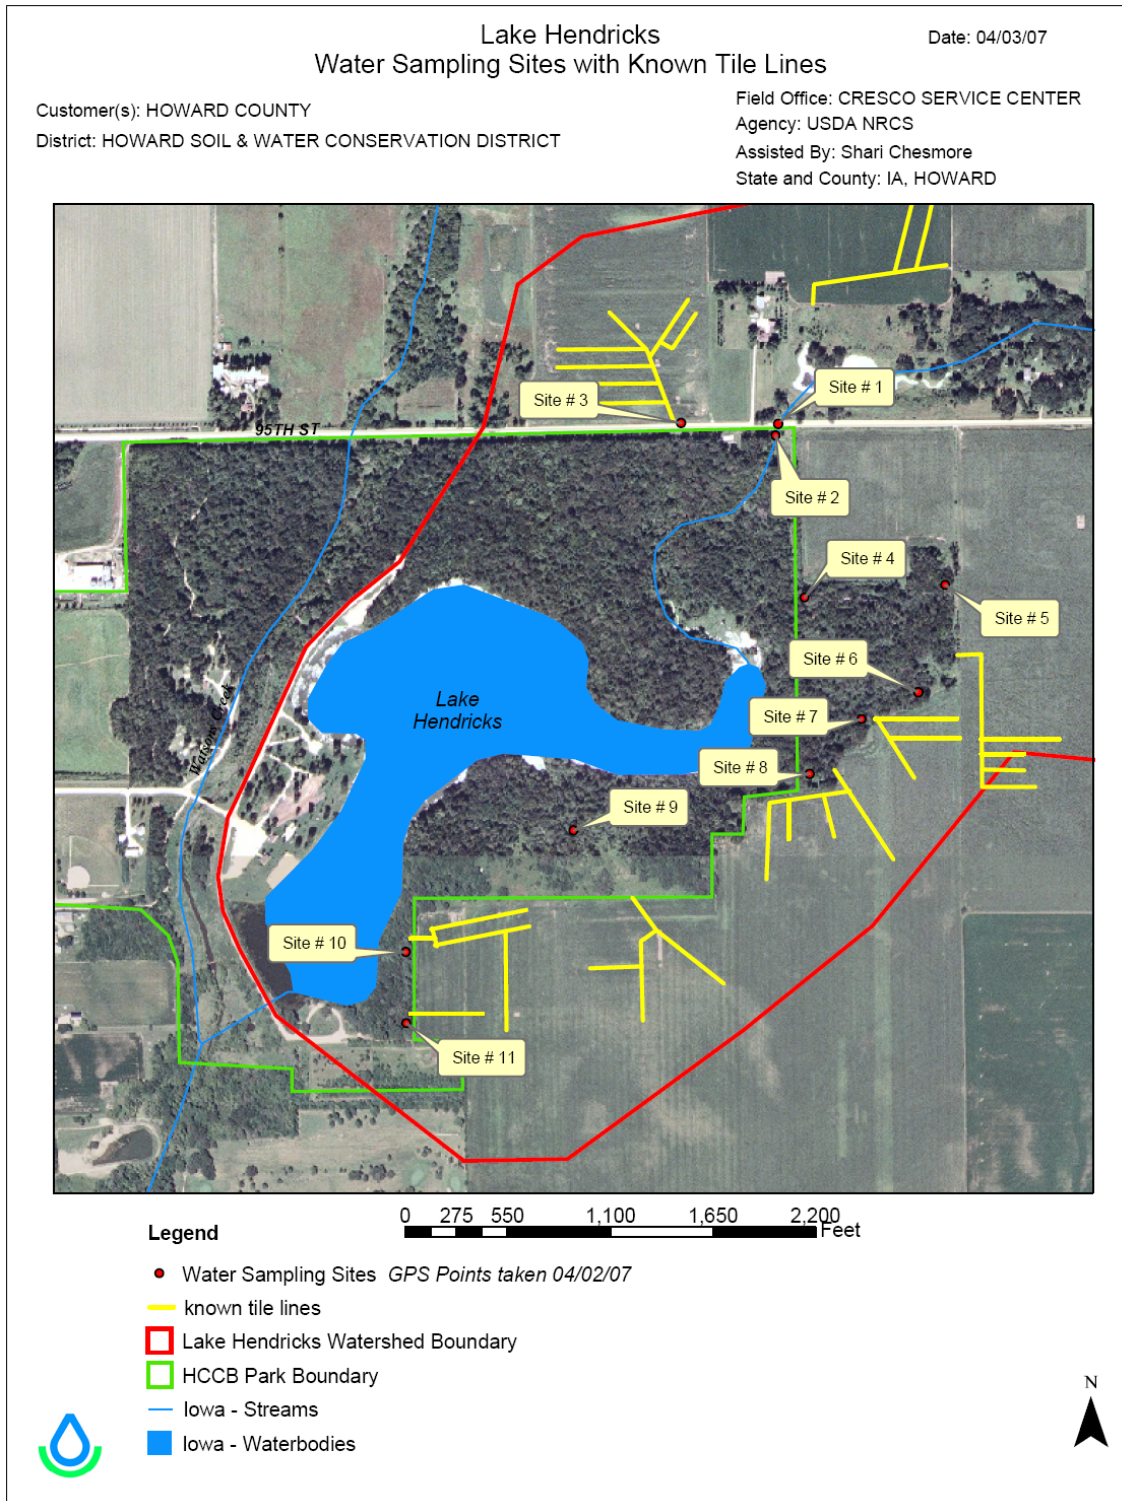 Lake Hendricks
Water Sampling Sites with Known Tile Lines
Date: 04/03/07
Customer(s): HOWARD COUNTY
District: HOWARD SOIL & WATER CONSERVATION DISTRICT
Field Office: CRESCO SERVICE CENTER
Agency: USDA NRCS
Assisted By: Shari Chesmore
State and County: IA, HOWARD
Site # 1
Site # 3
95TH ST
Site # 2
Site # 4
Site # 5
Site # 6
Lake
Hendricks
Site # 7
Watsons Creek
Site # 8
Site # 9
Site # 10
Site # 11
0 275 550 1,100 1,650 2,200
Feet
Legend
Water Sampling Sites GPS Points taken 04/02/07
known tile lines
Lake Hendricks Watershed Boundary
HCCB Park Boundary
Iowa - Streams
Iowa - Waterbodies
N